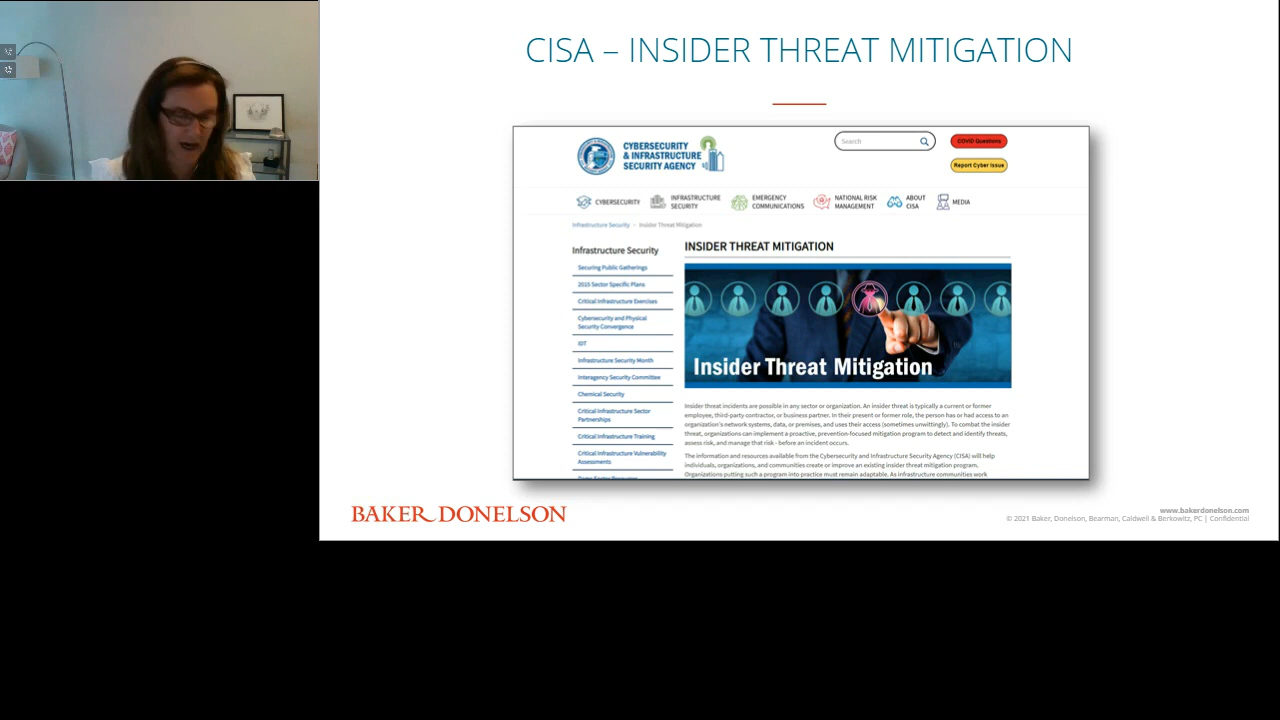 CISA – INSIDER THREAT MITIGATION
CYBERSECURITY
& INFRASTRUCTURE
SECURITY AGENCY
Search
COVID Questions
Report Cyber Issue
CYBERSECURITY
INFRASTRUCTURE
SECURITY
EMERGENCY
COMMUNICATIONS
NATIONAL RISK
MANAGEMENT
ABOUT
CISA
MEDIA
Infrastructure Security > Insider Threat Mitigation
Infrastructure Security
Securing Public Gatherings
2015 Sector Specific Plans
Critical Infrastructure Exercises
Cybersecurity and Physical
Security Convergence
IDT
Infrastructure Security Month
Interagency Security Committee
Chemical Security
Critical Infrastructure Sector
Partnerships
Critical Infrastructure Training
Critical Infrastructure Vulnerability
Assessments
INSIDER THREAT MITIGATION
Insider Threat Mitigation
Insider threat incidents are possible in any sector or organization. An insider threat is typically a current or former
employee, third-party contractor, or business partner. In their present or former role, the person has or had access to an
organization's network systems, data, or premises, and uses their access (sometimes unwittingly). To combat the insider
threat, organizations can implement a proactive, prevention-focused mitigation program to detect and identify threats,
assess risk, and manage that risk - before an incident occurs.
The information and resources available from the Cybersecurity and Infrastructure Security Agency (CISA) will help
individuals, organizations, and communities create or improve an existing insider threat mitigation program.
Organizations putting such a program into practice must remain adaptable. As infrastructure communities work
BAKER DONELSON
www.bakerdonelson.com
© 2021 Baker, Donelson, Bearman, Caldwell & Berkowitz, PC | Confidential